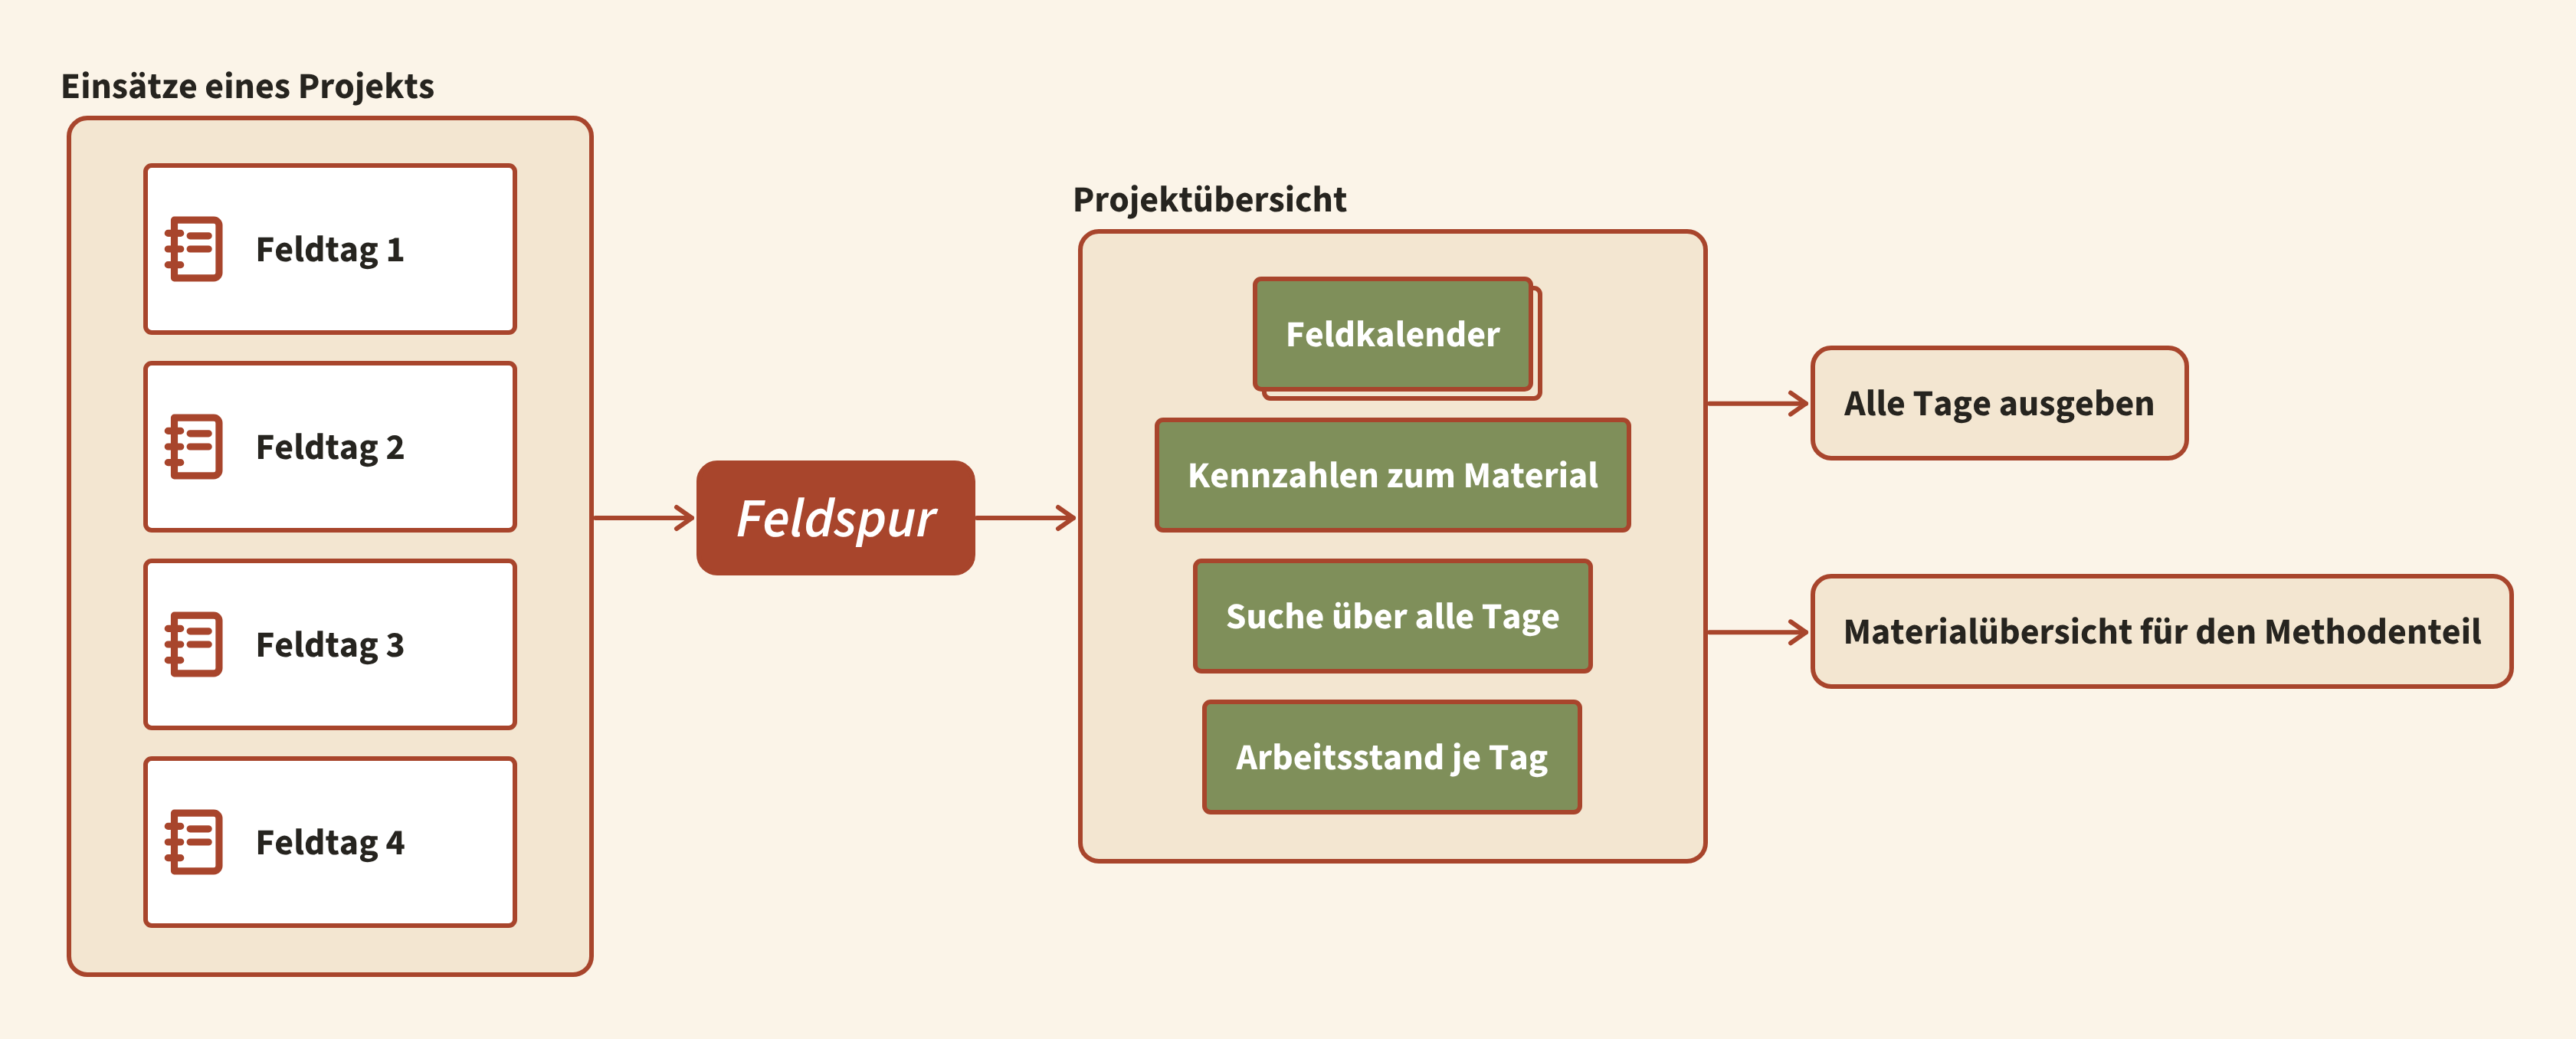 Einsätze eines Projekts
Feldtag 1
Feldtag 2
Feldtag 3
Feldtag 4
Feldspur
Projektübersicht
Feldkalender
Kennzahlen zum Material
Suche über alle Tage
Arbeitsstand je Tag
Alle Tage ausgeben
Materialübersicht für den Methodenteil